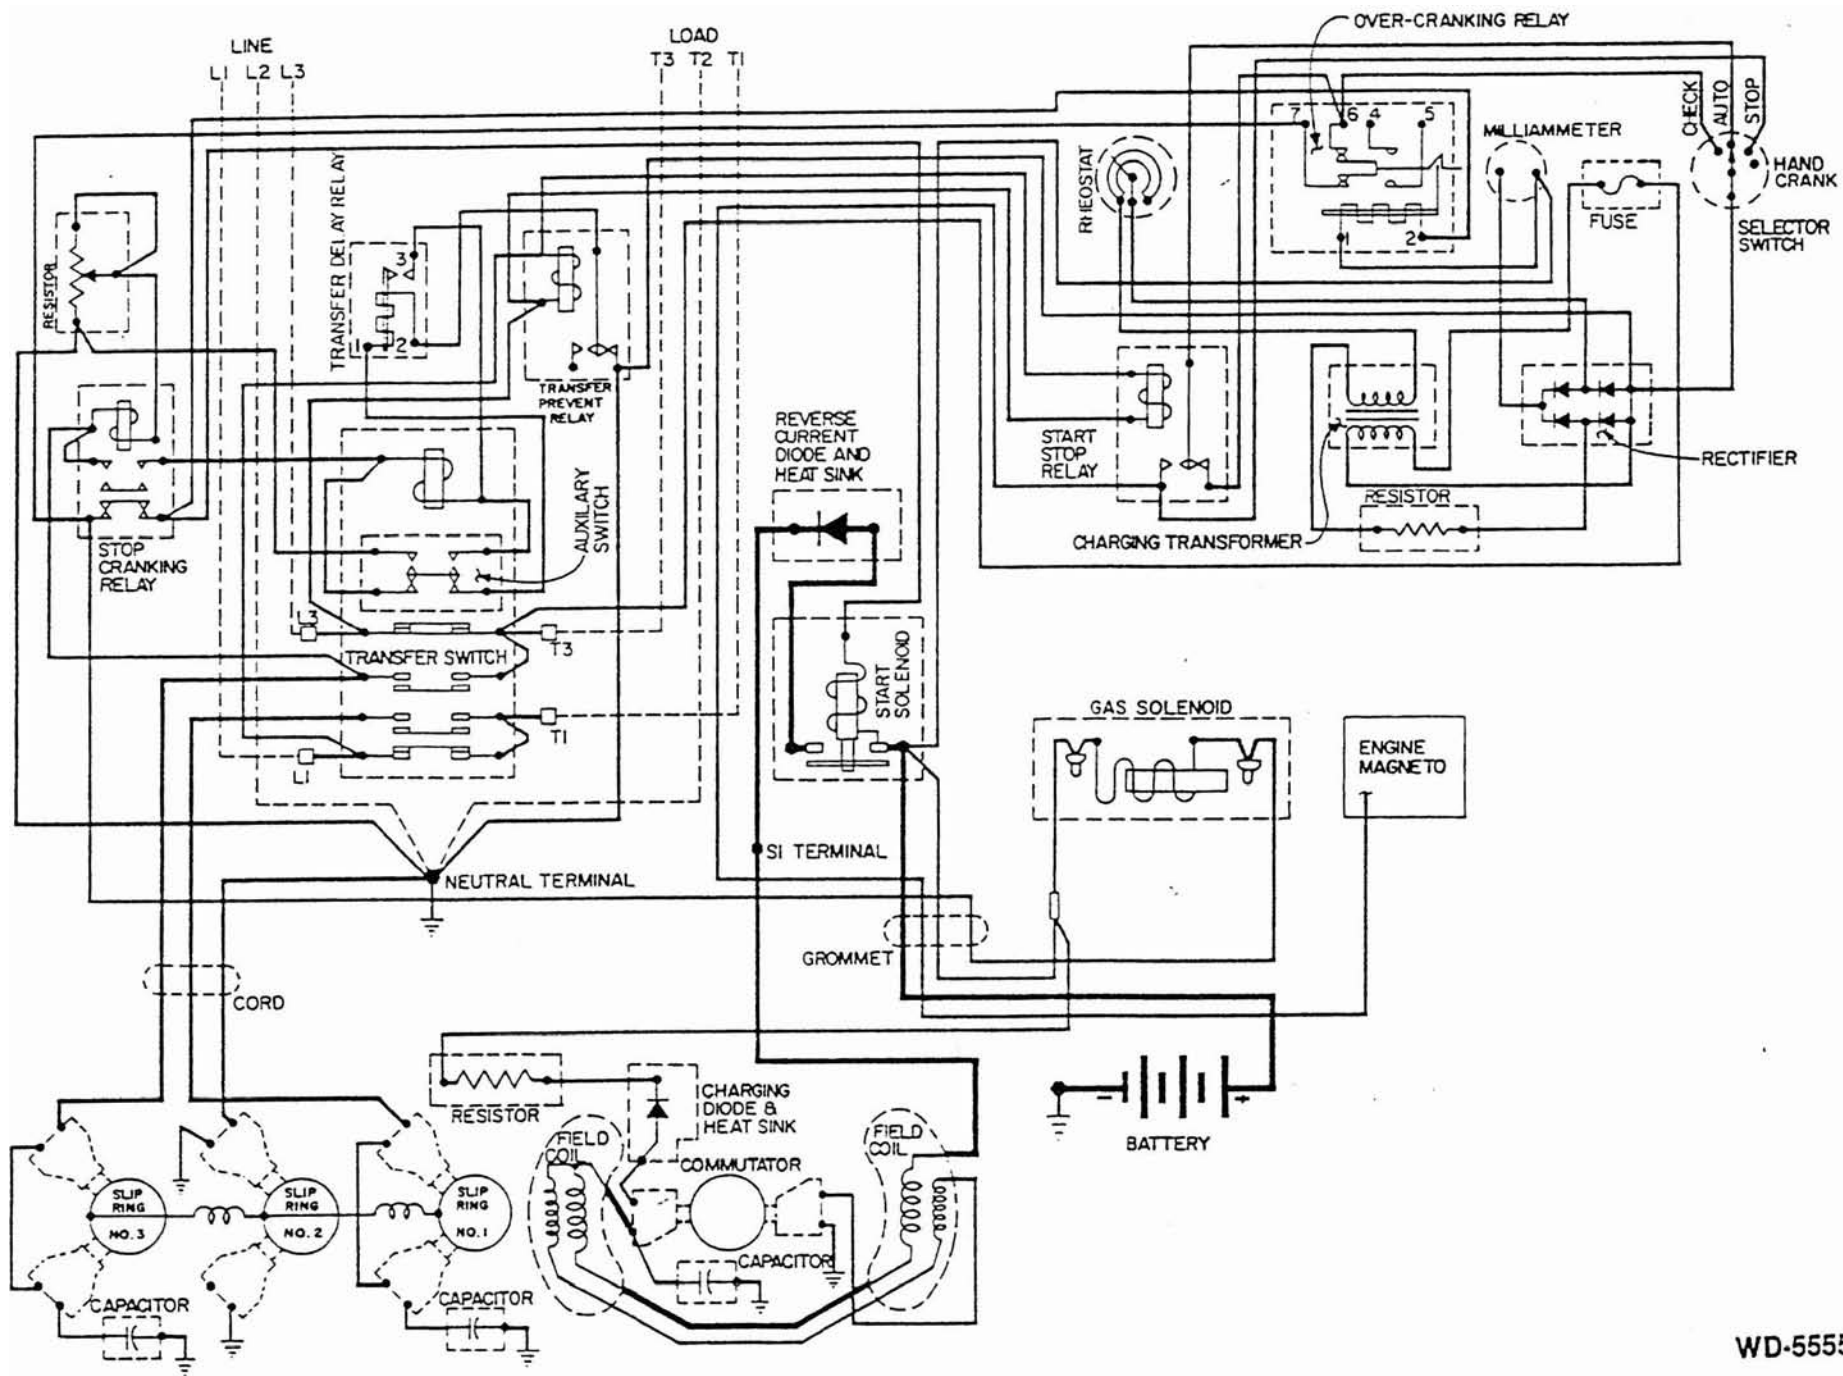 OVER-CRANKING RELAY
LINE
L1 L2 L3
LOAD
T3 T2 T1
CHECK
AUTO
STOP
7 6 4 5
1 2
MILLIAMMETER
HAND
CRANK
SELECTOR
SWITCH
FUSE
RHEOSTAT
TRANSFER DELAY RELAY
3
1 2
RESISTOR
TRANSFER
PREVENT
RELAY
REVERSE
CURRENT
DIODE AND
HEAT SINK
START
STOP
RELAY
RECTIFIER
RESISTOR
CHARGING TRANSFORMER
AUXILARY
SWITCH
STOP
CRANKING
RELAY
L3
T3
TRANSFER SWITCH
T1
L1
START
SOLENOID
GAS SOLENOID
ENGINE
MAGNETO
S1 TERMINAL
NEUTRAL TERMINAL
GROMMET
CORD
RESISTOR
CHARGING
DIODE &
HEAT SINK
− +
BATTERY
FIELD
COIL
COMMUTATOR
FIELD
COIL
SLIP
RING
NO.3
SLIP
RING
NO.2
SLIP
RING
NO.1
CAPACITOR
CAPACITOR
CAPACITOR
WD-5555